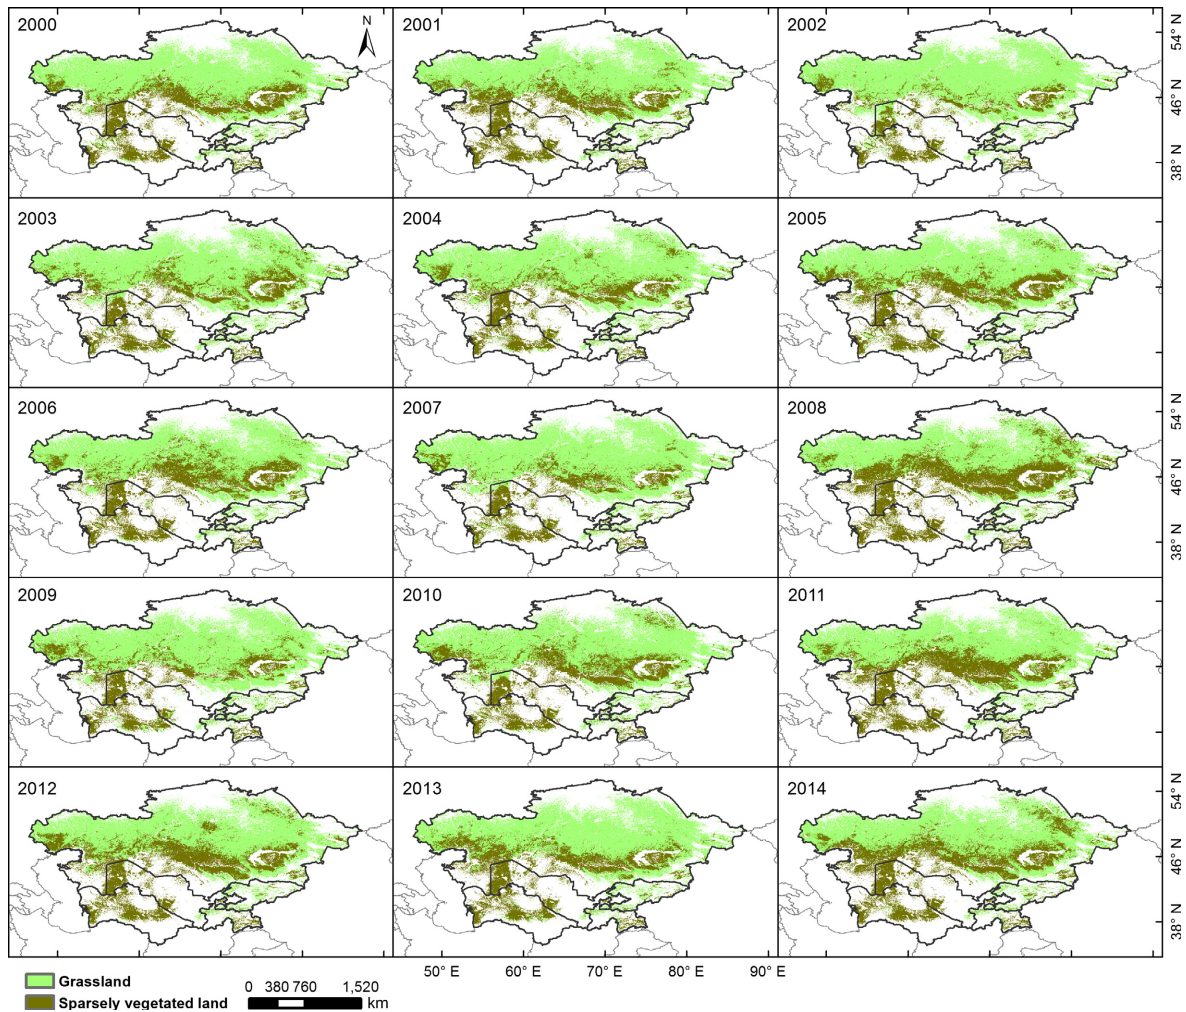 2000
N
2001
2002
54° N
46° N
38° N
2003
2004
2005
2006
2007
2008
54° N
46° N
38° N
2009
2010
2011
2012
2013
2014
54° N
46° N
38° N
50° E 60° E 70° E 80° E 90° E
Grassland
Sparsely vegetated land
0 380 760 1,520
km